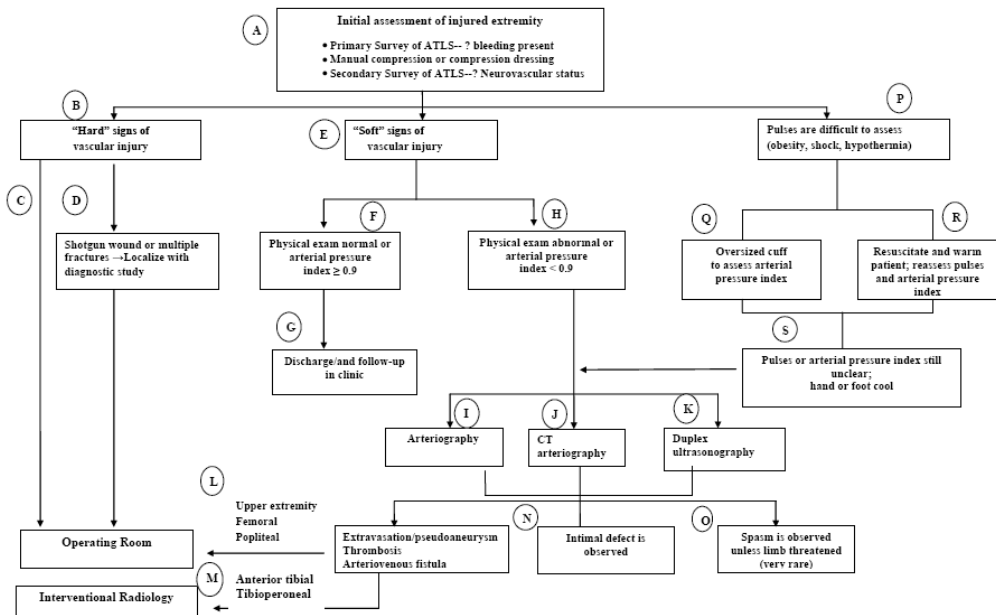 A
Initial assessment of injured extremity
• Primary Survey of ATLS-- ? bleeding present
• Manual compression or compression dressing
• Secondary Survey of ATLS--? Neurovascular status
B
"Hard" signs of
vascular injury
E
"Soft" signs of
vascular injury
P
Pulses are difficult to assess
(obesity, shock, hypothermia)
C
D
Shotgun wound or multiple
fractures →Localize with
diagnostic study
F
Physical exam normal or
arterial pressure
index ≥ 0.9
H
Physical exam abnormal or
arterial pressure
index < 0.9
Q
Oversized cuff
to assess arterial
pressure index
R
Resuscitate and warm
patient; reassess pulses
and arterial pressure
index
G
Discharge/and follow-up
in clinic
S
Pulses or arterial pressure index still
unclear;
hand or foot cool
I
Arteriography
J
CT
arteriography
K
Duplex
ultrasonography
L
Upper extremity
Femoral
Popliteal
Operating Room
Extravasation/pseudoaneurysm
Thrombosis
Arteriovenous fistula
N
Intimal defect is
observed
O
Spasm is observed
unless limb threatened
(very rare)
M
Anterior tibial
Tibioperoneal
Interventional Radiology